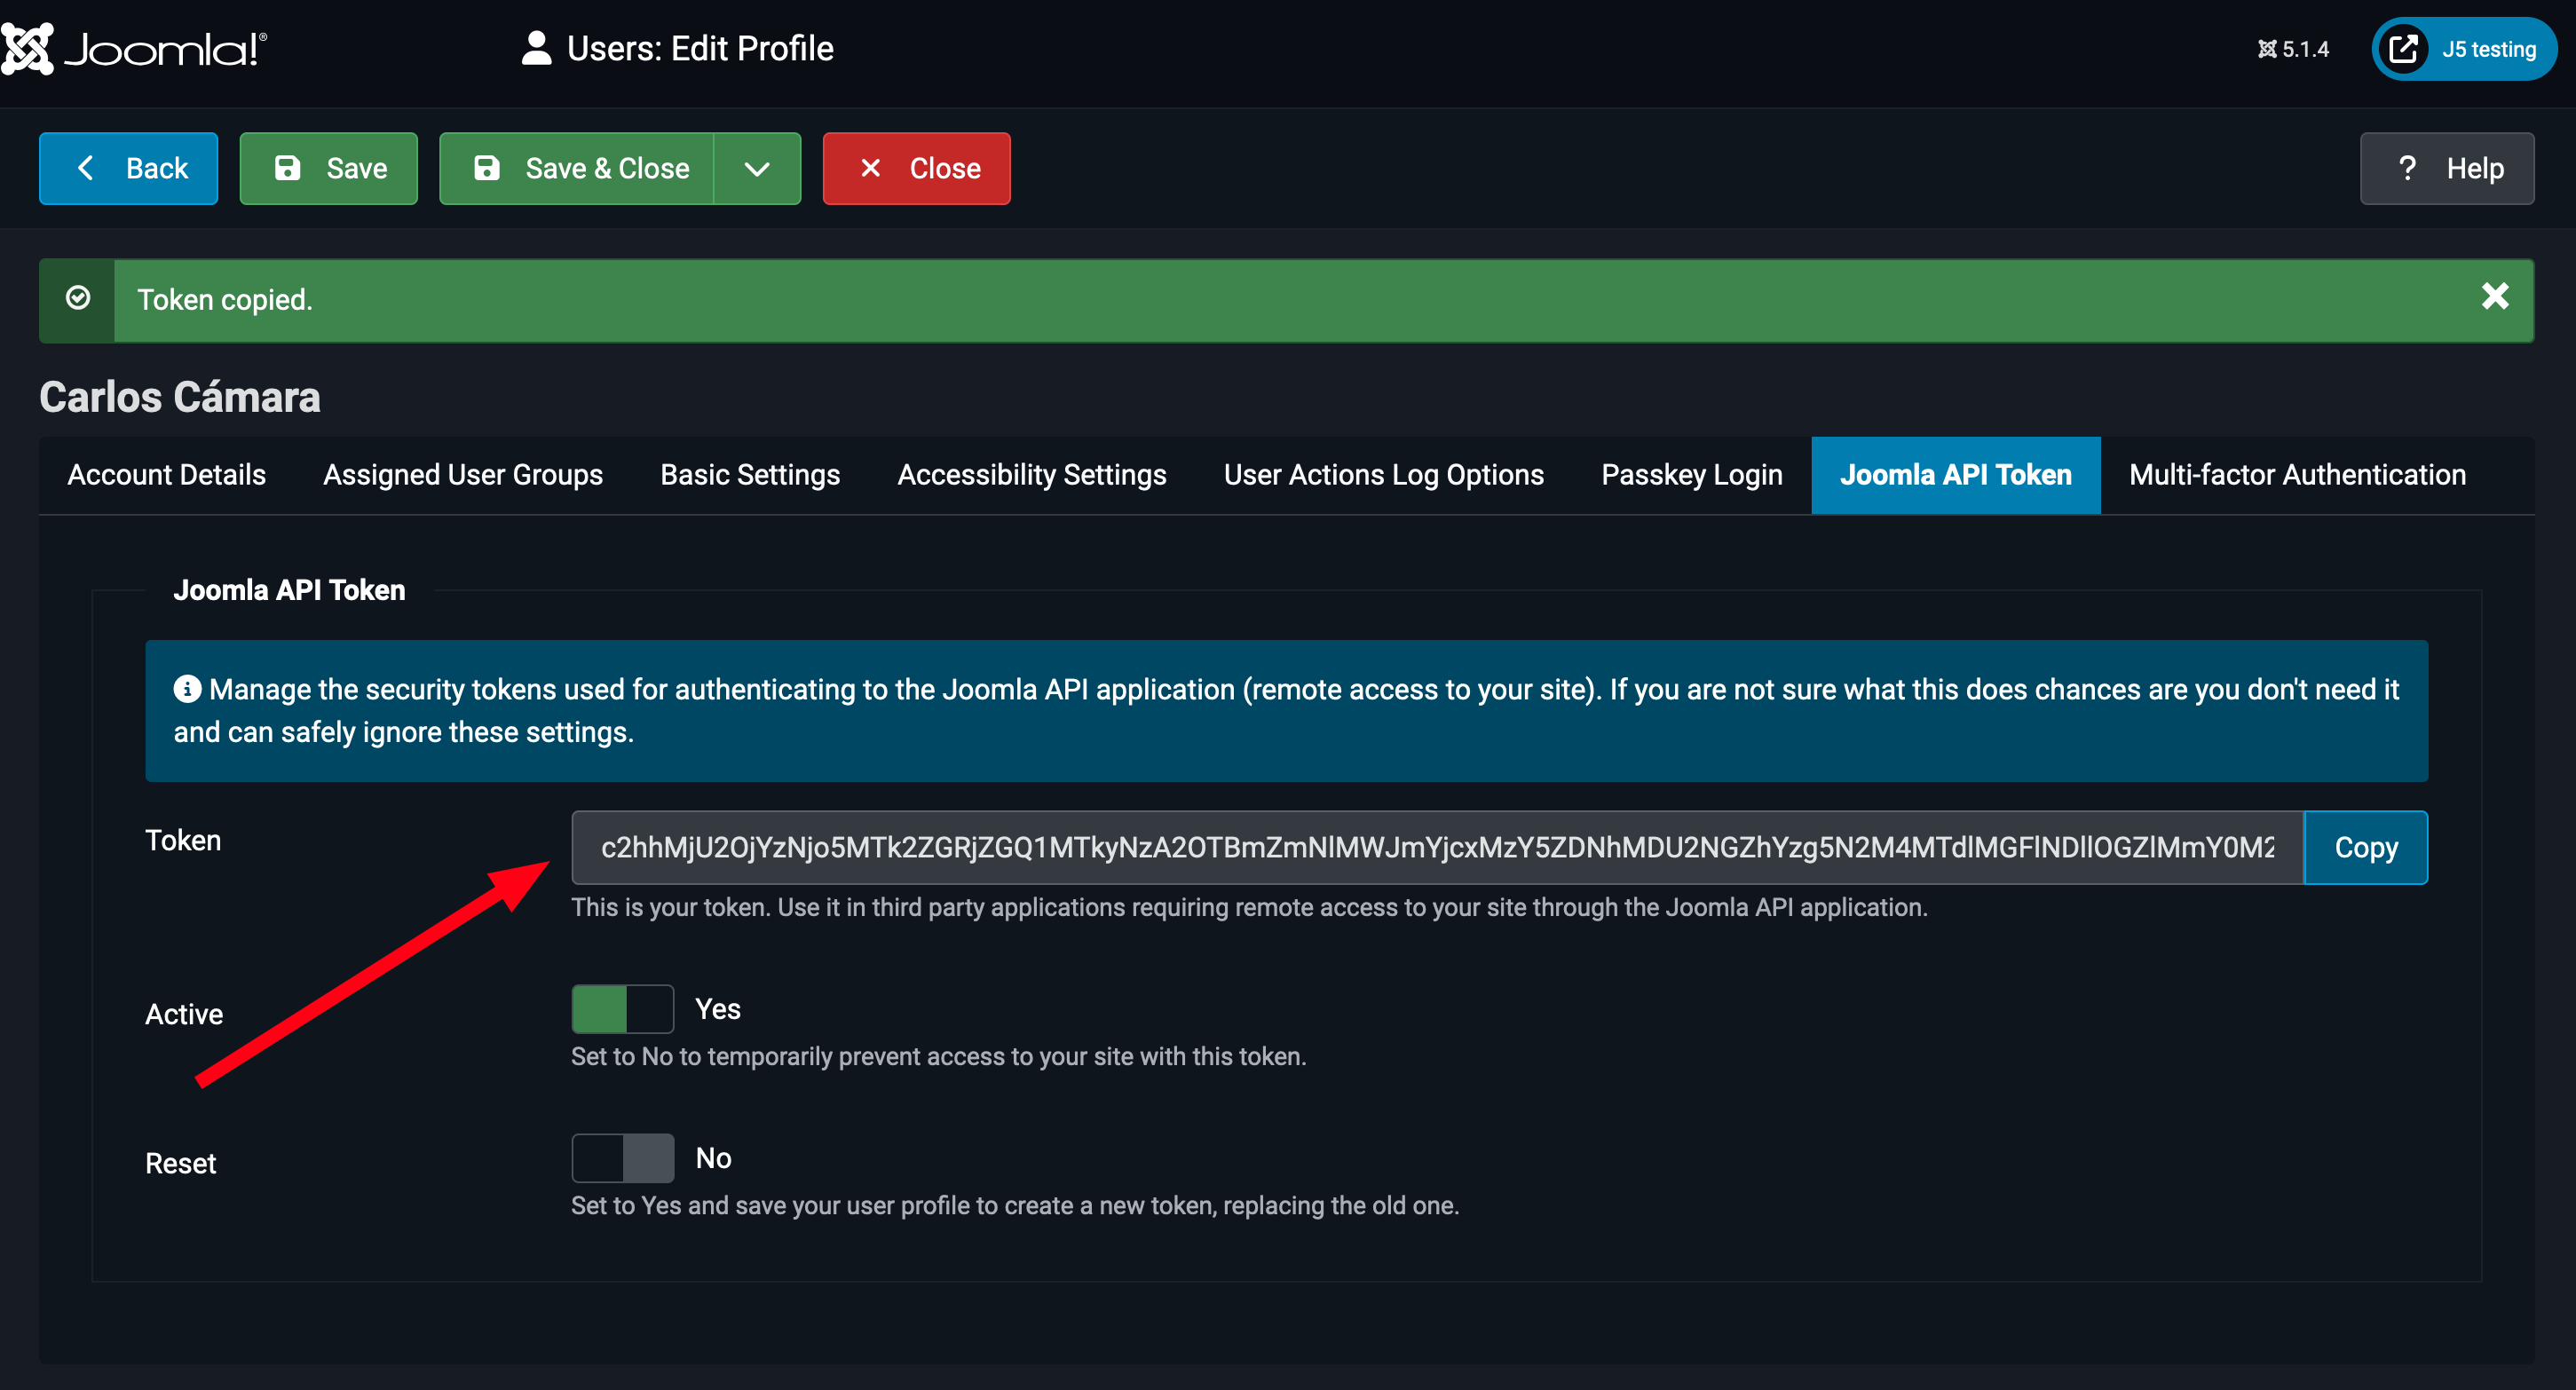 Joomla!®
Users: Edit Profile
5.1.4
J5 testing
Back
Save
Save & Close
Close
? Help
Token copied.
Carlos Cámara
Account Details
Assigned User Groups
Basic Settings
Accessibility Settings
User Actions Log Options
Passkey Login
Joomla API Token
Multi-factor Authentication
Joomla API Token
Manage the security tokens used for authenticating to the Joomla API application (remote access to your site). If you are not sure what this does chances are you don't need it
and can safely ignore these settings.
Token
c2hhMjU2OjYzNjo5MTk2ZGRjZGQ1MTkyNzA2OTBmZmNlMWJmYjcxMzY5ZDNhMDU2NGZhYzg5N2M4MTdlMGFlNDllOGZlMmY0M2
Copy
This is your token. Use it in third party applications requiring remote access to your site through the Joomla API application.
Active
Yes
Set to No to temporarily prevent access to your site with this token.
Reset
No
Set to Yes and save your user profile to create a new token, replacing the old one.